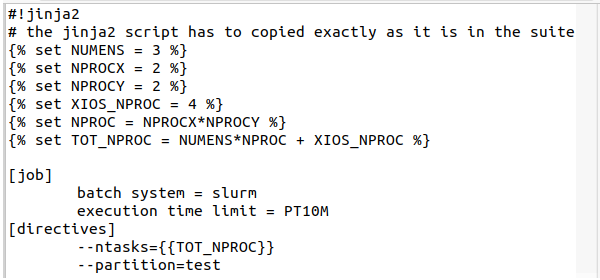 #!jinja2
# the jinja2 script has to copied exactly as it is in the suite
{% set NUMENS = 3 %}
{% set NPROCX = 2 %}
{% set NPROCY = 2 %}
{% set XIOS_NPROC = 4 %}
{% set NPROC = NPROCX*NPROCY %}
{% set TOT_NPROC = NUMENS*NPROC + XIOS_NPROC %}

[job]
        batch system = slurm
        execution time limit = PT10M
[directives]
        --ntasks={{TOT_NPROC}}
        --partition=test